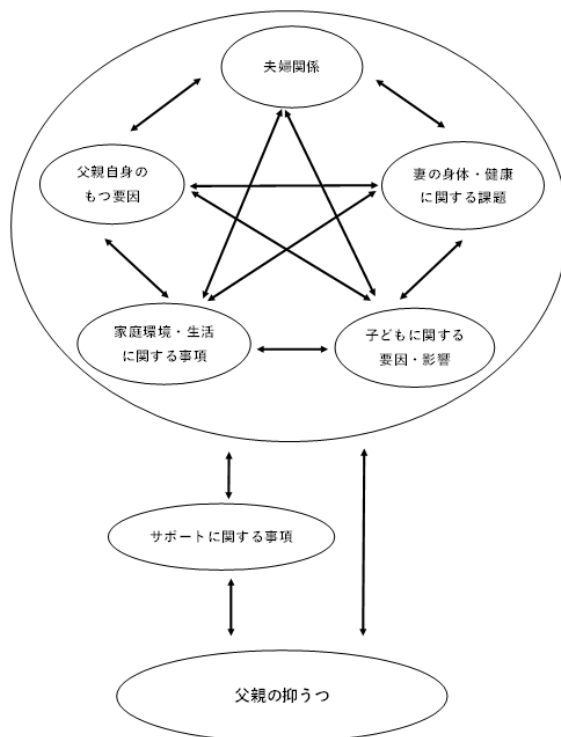 夫婦関係
父親自身の
もつ要因
妻の身体・健康
に関する課題
家庭環境・生活
に関する事項
子どもに関する
要因・影響
サポートに関する事項
父親の抑うつ